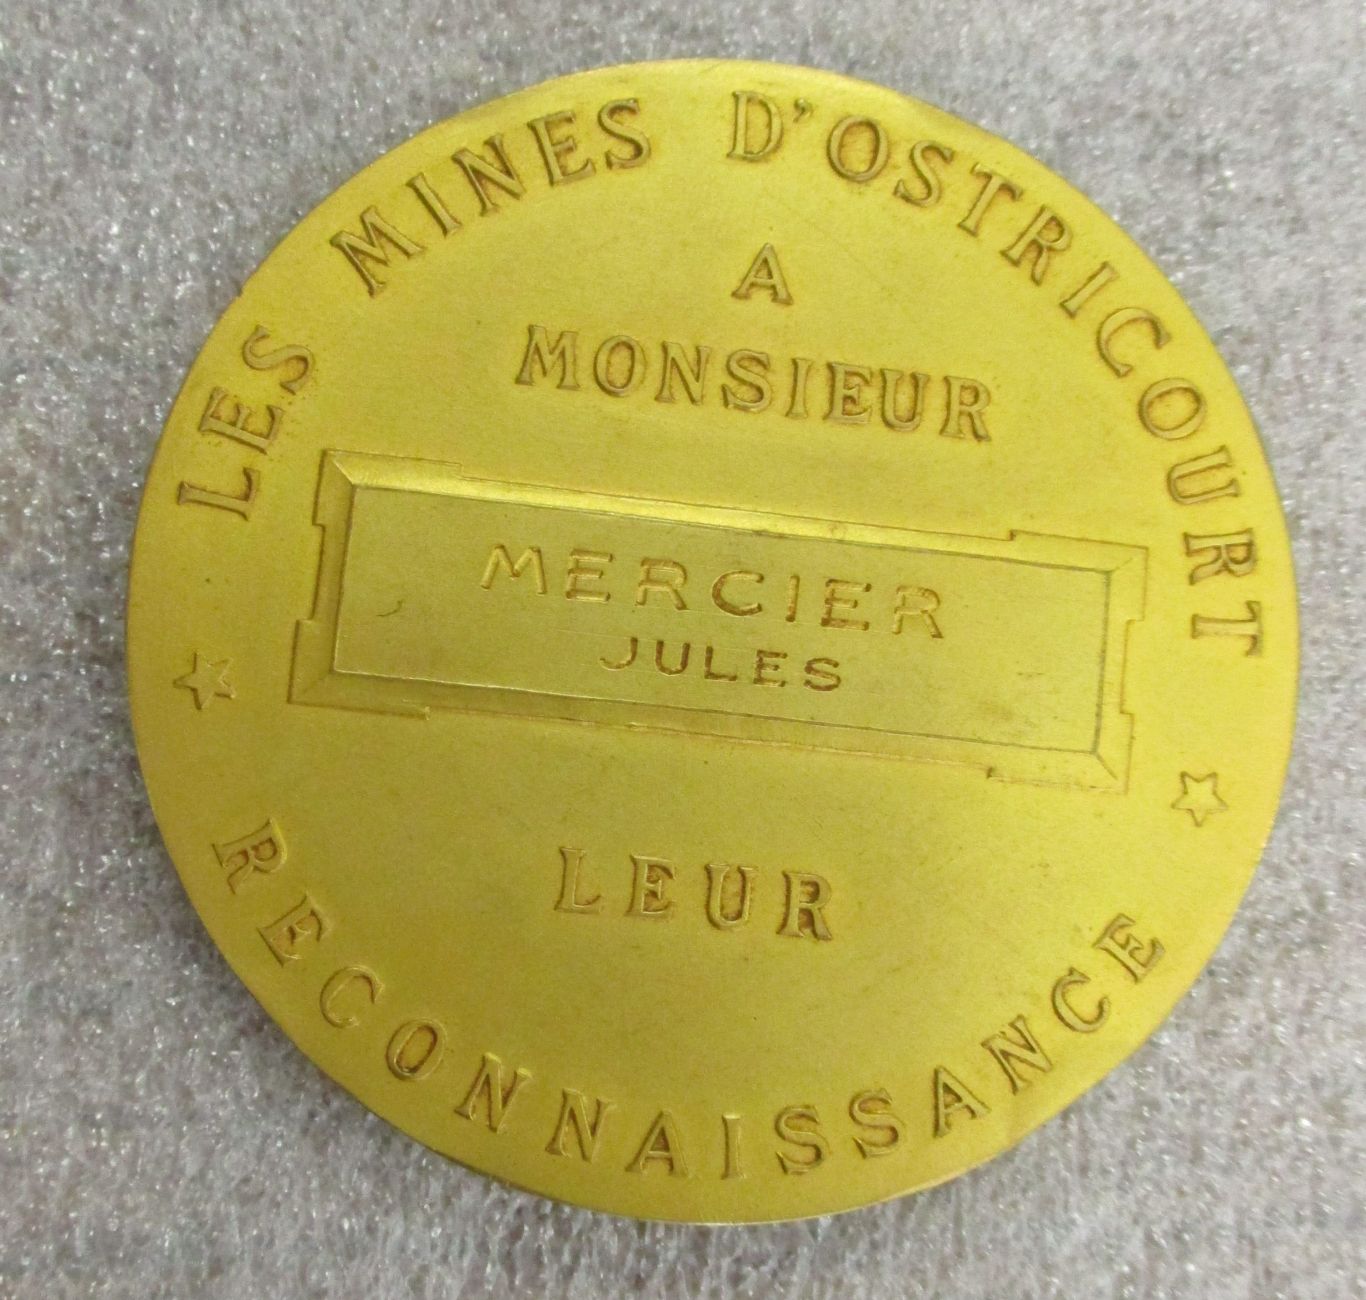 LES MINES D'OSTRICOURT
A
MONSIEUR
MERCIER
JULES
LEUR
RECONNAISSANCE